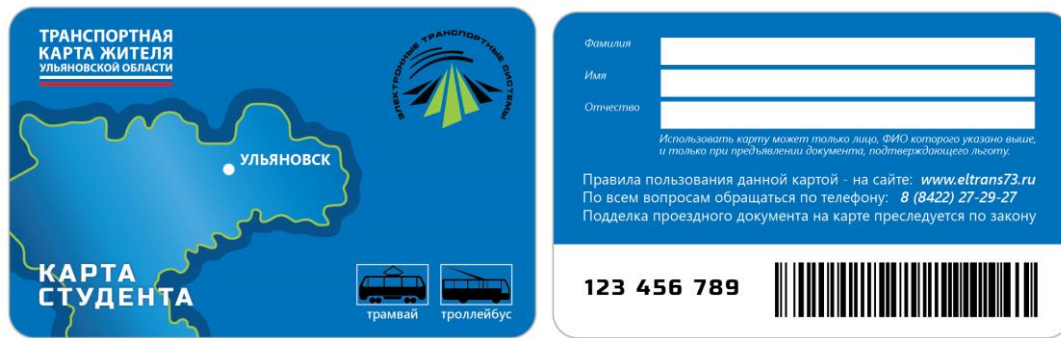 ТРАНСПОРТНАЯ
КАРТА ЖИТЕЛЯ
УЛЬЯНОВСКОЙ ОБЛАСТИ
ЭЛЕКТРОННЫЕ ТРАНСПОРТНЫЕ СИСТЕМЫ
УЛЬЯНОВСК
КАРТА
СТУДЕНТА
трамвай троллейбус
Фамилия
Имя
Отчество
Использовать карту может только лицо, ФИО которого указано выше,
и только при предъявлении документа, подтверждающего льготу.
Правила пользования данной картой - на сайте: www.eltrans73.ru
По всем вопросам обращаться по телефону: 8 (8422) 27-29-27
Подделка проездного документа на карте преследуется по закону
123 456 789